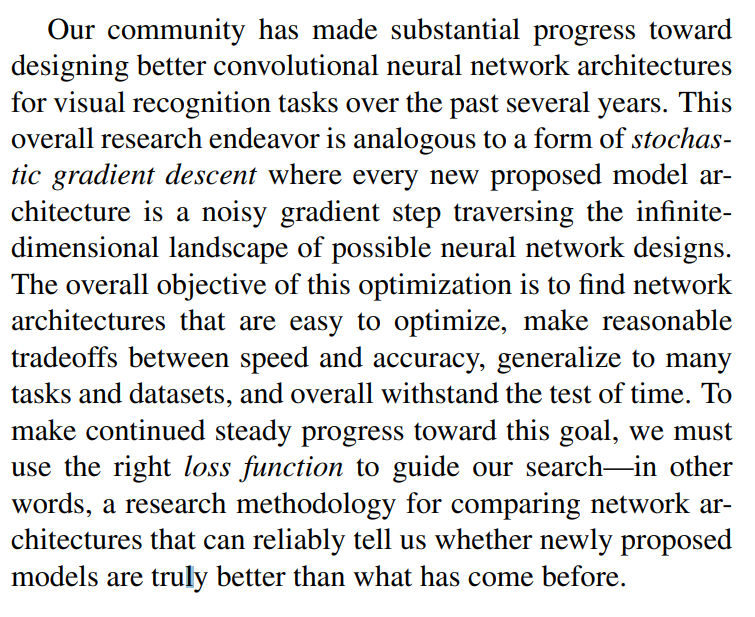 Our community has made substantial progress toward
designing better convolutional neural network architectures
for visual recognition tasks over the past several years. This
overall research endeavor is analogous to a form of stochas-
tic gradient descent where every new proposed model ar-
chitecture is a noisy gradient step traversing the infinite-
dimensional landscape of possible neural network designs.
The overall objective of this optimization is to find network
architectures that are easy to optimize, make reasonable
tradeoffs between speed and accuracy, generalize to many
tasks and datasets, and overall withstand the test of time. To
make continued steady progress toward this goal, we must
use the right loss function to guide our search—in other
words, a research methodology for comparing network ar-
chitectures that can reliably tell us whether newly proposed
models are truly better than what has come before.